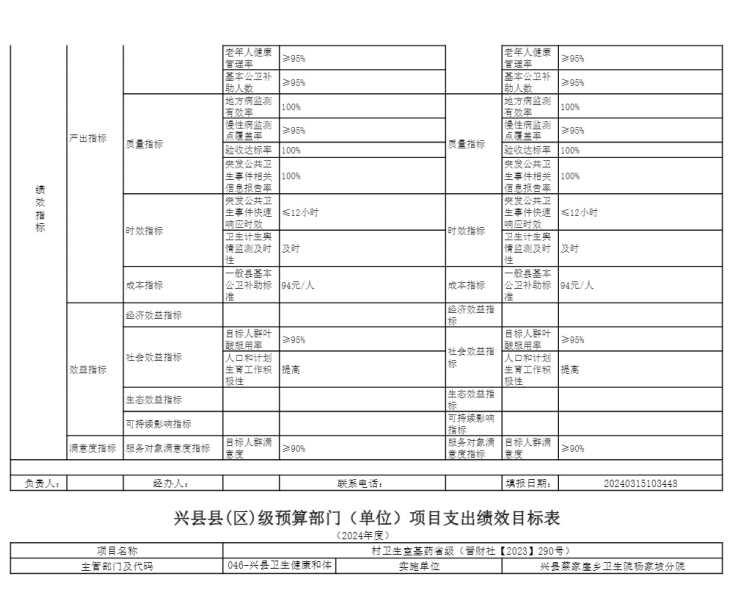 老年人健康管理率 ≥95% 老年人健康管理率 ≥95%
基本公卫补助人数 ≥95% 基本公卫补助人数 ≥95%
绩效指标 产出指标 质量指标 地方病监测有效率 100% 质量指标 地方病监测有效率 100%
慢性病监测点覆盖率 ≥95% 慢性病监测点覆盖率 ≥95%
验收达标率 100% 验收达标率 100%
突发公共卫生事件相关信息报告率 100% 突发公共卫生事件相关信息报告率 100%
时效指标 突发公共卫生事件快速响应时效 ≤12小时 时效指标 突发公共卫生事件快速响应时效 ≤12小时
卫生计生舆情监测及时性 及时 卫生计生舆情监测及时性 及时
成本指标 一般县基本公卫补助标准 94元/人 成本指标 一般县基本公卫补助标准 94元/人
效益指标 经济效益指标 经济效益指标
社会效益指标 目标人群叶酸服用率 ≥95% 社会效益指标 目标人群叶酸服用率 ≥95%
人口和计划生育工作积极性 提高 人口和计划生育工作积极性 提高
生态效益指标 生态效益指标
可持续影响指标 可持续影响指标
满意度指标 服务对象满意度指标 目标人群满意度 ≥90% 服务对象满意度指标 目标人群满意度 ≥90%
负责人: 经办人: 联系电话: 填报日期: 20240315103448
兴县县(区)级预算部门（单位）项目支出绩效目标表
（2024年度）
项目名称 村卫生室基药省级（晋财社【2023】290号）
主管部门及代码 046-兴县卫生健康和体 实施单位 兴县蔡家崖乡卫生院杨家坡分院